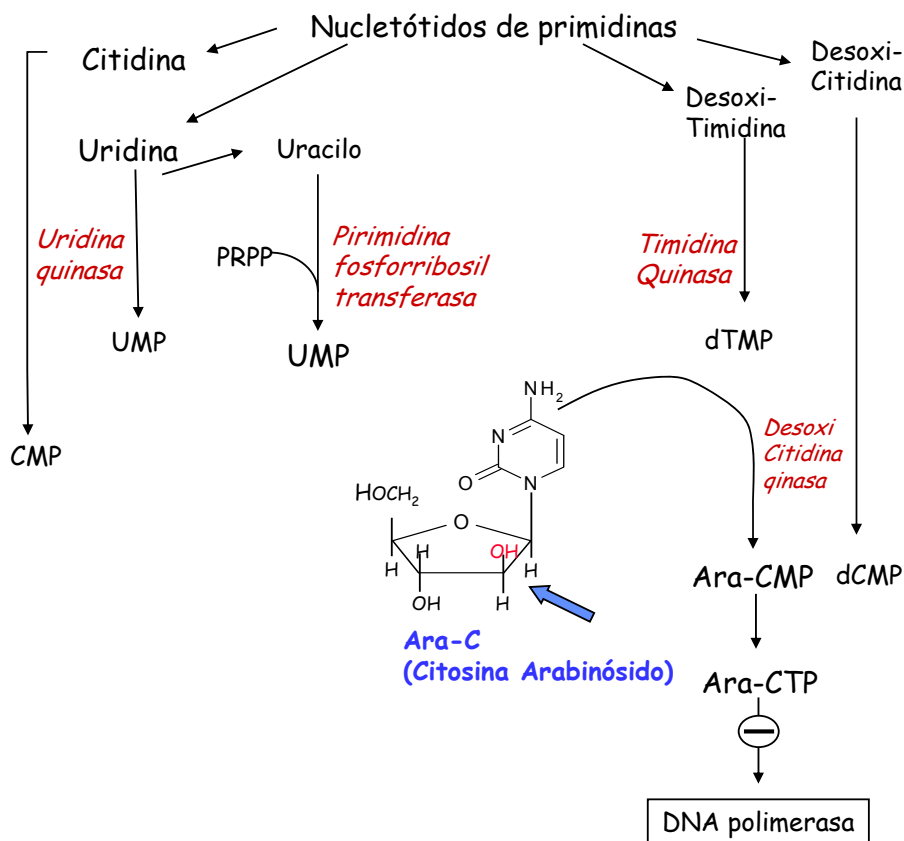 Nucletótidos de primidinas
Citidina
Desoxi-
Citidina
Desoxi-
Timidina
Uridina
Uracilo
Uridina
quinasa
PRPP
Pirimidina
fosforribosil
transferasa
Timidina
Quinasa
UMP
UMP
dTMP
CMP
NH2
N
O
N
HOCH2
O
H
H
OH
H
OH
H
Desoxi
Citidina
qinasa
Ara-CMP
dCMP
Ara-C
(Citosina Arabinósido)
Ara-CTP
DNA polimerasa